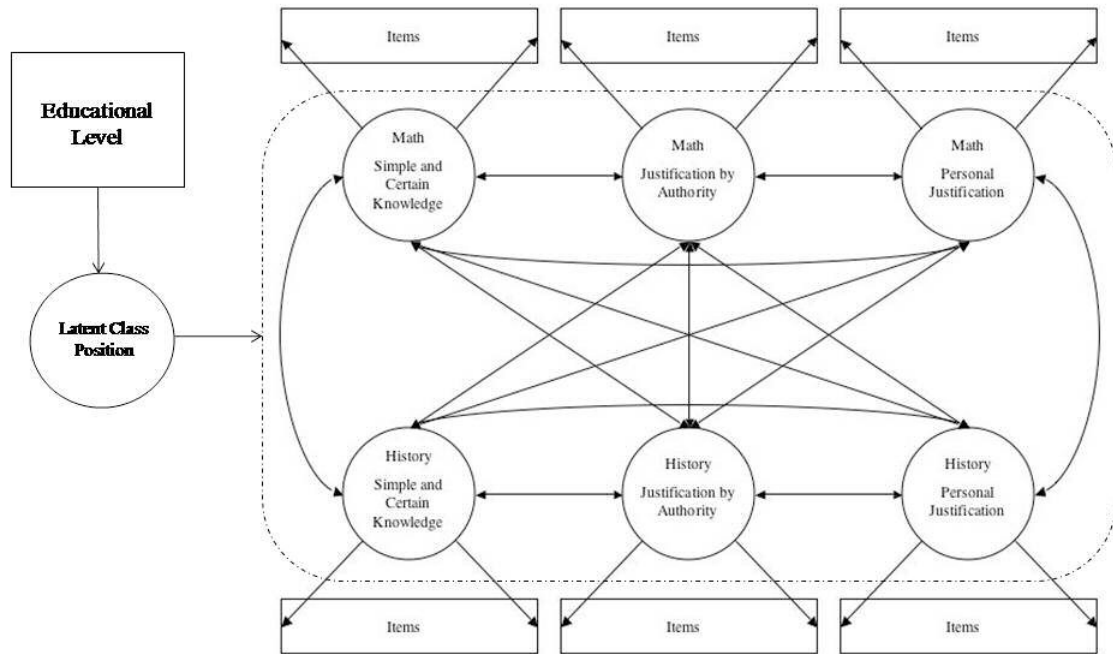 Items
Items
Items
Educational
Level
Math
Simple and
Certain
Knowledge
Math
Justification by
Authority
Math
Personal
Justification
Latent Class
Position
History
Simple and
Certain
Knowledge
History
Justification by
Authority
History
Personal
Justification
Items
Items
Items